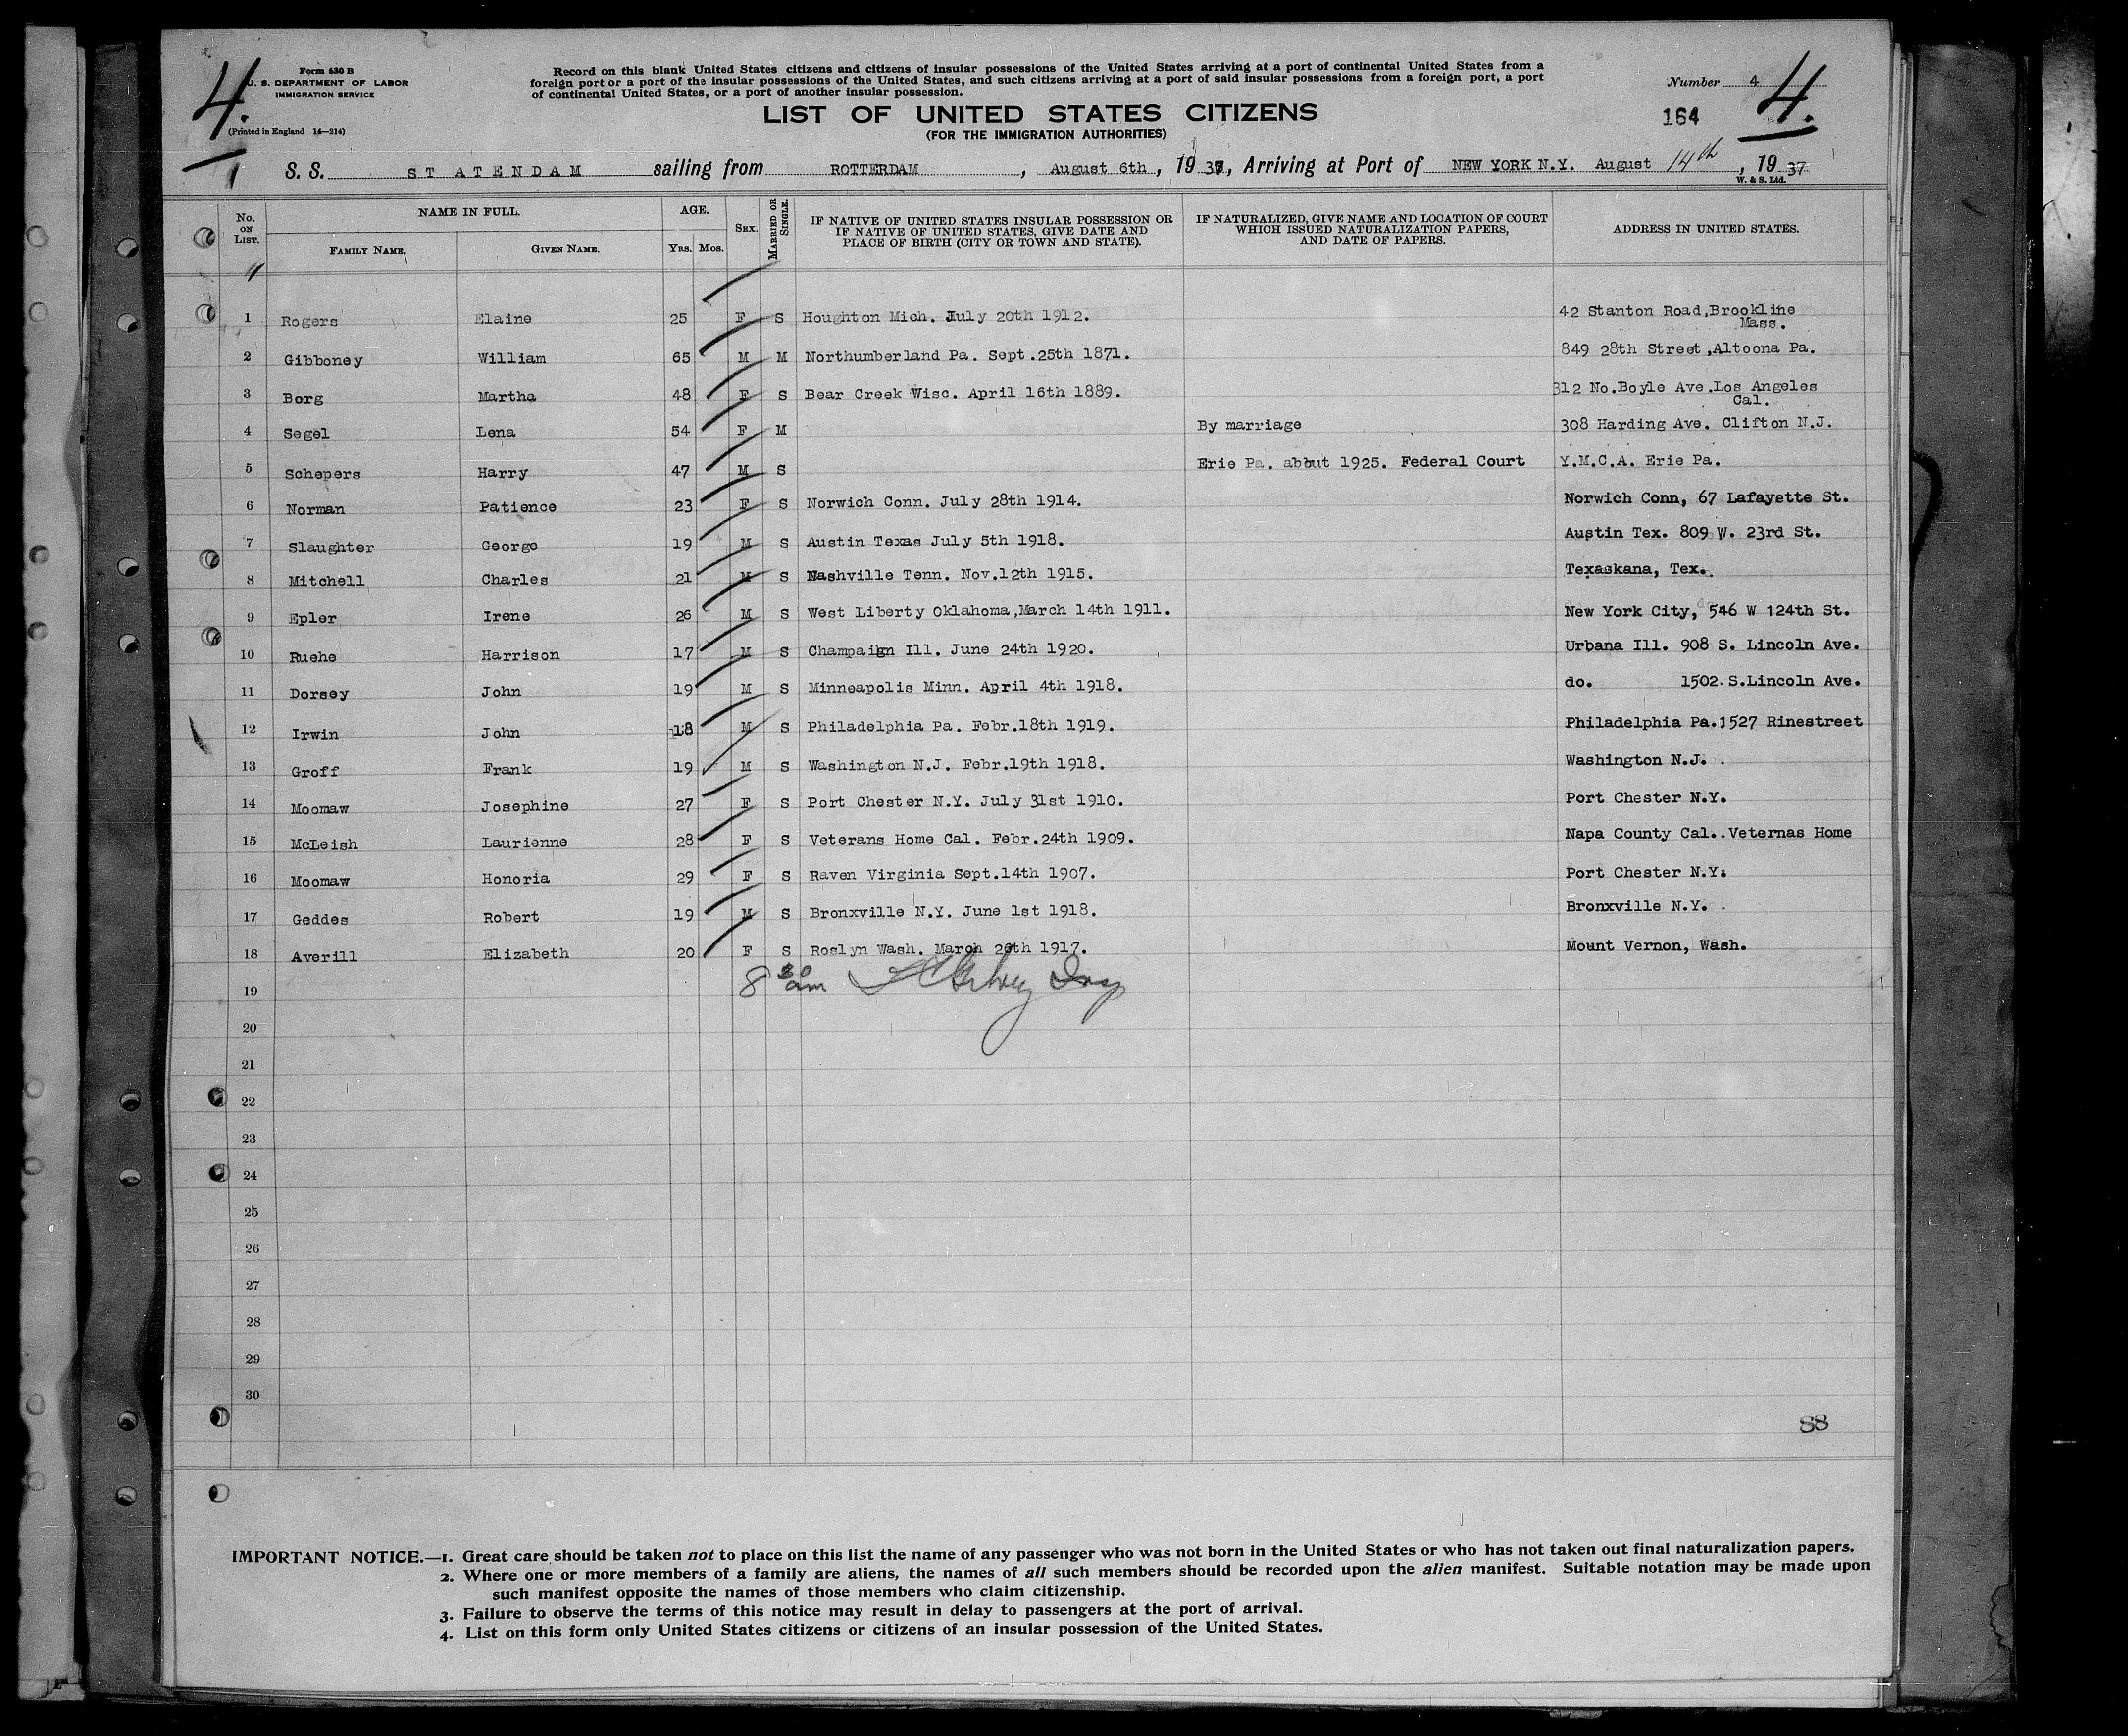 4.
Form 630 B
U. S. DEPARTMENT OF LABOR
IMMIGRATION SERVICE
(Printed in England 14—214)
1
Record on this blank United States citizens and citizens of insular possessions of the United States arriving at a port of continental United States from a
foreign port or a port of the insular possessions of the United States, and such citizens arriving at a port of said insular possessions from a foreign port, a port
of continental United States, or a port of another insular possession.
LIST OF UNITED STATES CITIZENS
(FOR THE IMMIGRATION AUTHORITIES)
Number 4
4.
164
S. S. STATENDAM sailing from ROTTERDAM, August 6th, 1937, Arriving at Port of NEW YORK N.Y. August 14th, 1937
W. & S. Ltd.
No. ON LIST. NAME IN FULL. FAMILY NAME. GIVEN NAME. AGE. YRS. MOS. SEX. MARRIED OR SINGLE. IF NATIVE OF UNITED STATES INSULAR POSSESSION OR IF NATIVE OF UNITED STATES, GIVE DATE AND PLACE OF BIRTH (CITY OR TOWN AND STATE). IF NATURALIZED, GIVE NAME AND LOCATION OF COURT WHICH ISSUED NATURALIZATION PAPERS, AND DATE OF PAPERS. ADDRESS IN UNITED STATES.
1 Rogers Elaine 25 F S Houghton Mich. July 20th 1912. 42 Stanton Road,Brookline
Mass.
2 Gibboney William 65 M M Northumberland Pa. Sept.25th 1871. 849 28th Street,Altoona Pa.
3 Borg Martha 48 F S Bear Creek Wisc. April 16th 1889. 312 No.Boyle Ave.Los Angeles
Cal.
4 Segel Lena 54 F M By marriage 308 Harding Ave. Clifton N.J.
5 Schepers Harry 47 M S Erie Pa. about 1925. Federal Court Y.M.C.A. Erie Pa.
6 Norman Patience 23 F S Norwich Conn. July 28th 1914. Norwich Conn, 67 Lafayette St.
7 Slaughter George 19 M S Austin Texas July 5th 1918. Austin Tex. 809 W. 23rd St.
8 Mitchell Charles 21 M S Nashville Tenn. Nov.12th 1915. Texaskana, Tex.
9 Epler Irene 26 M S West Liberty Oklahoma,March 14th 1911. New York City, 546 W 124th St.
10 Ruehe Harrison 17 M S Champaign Ill. June 24th 1920. Urbana Ill. 908 S. Lincoln Ave.
11 Dorsey John 19 M S Minneapolis Minn. April 4th 1918. do. 1502.S.Lincoln Ave.
12 Irwin John 18 M S Philadelphia Pa. Febr.18th 1919. Philadelphia Pa.1527 Rinestreet
13 Groff Frank 19 M S Washington N.J. Febr.19th 1918. Washington N.J.
14 Moomaw Josephine 27 F S Port Chester N.Y. July 31st 1910. Port Chester N.Y.
15 McLeish Laurienne 28 F S Veterans Home Cal. Febr.24th 1909. Napa County Cal..Veternas Home
16 Moomaw Honoria 29 F S Raven Virginia Sept.14th 1907. Port Chester N.Y.
17 Geddes Robert 19 M S Bronxville N.Y. June 1st 1918. Bronxville N.Y.
18 Averill Elizabeth 20 F S Roslyn Wash. March 26th 1917. Mount Vernon, Wash.
8 30 am Insp
19
20
21
22
23
24
25
26
27
28
29
30
88
IMPORTANT NOTICE.—1. Great care should be taken not to place on this list the name of any passenger who was not born in the United States or who has not taken out final naturalization papers.
2. Where one or more members of a family are aliens, the names of all such members should be recorded upon the alien manifest. Suitable notation may be made upon
such manifest opposite the names of those members who claim citizenship.
3. Failure to observe the terms of this notice may result in delay to passengers at the port of arrival.
4. List on this form only United States citizens or citizens of an insular possession of the United States.